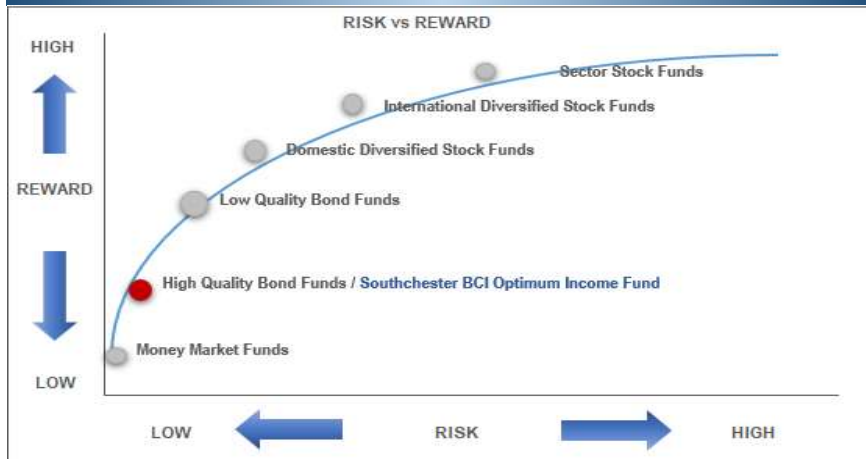 RISK vs REWARD
HIGH
Sector Stock Funds
International Diversified Stock Funds
Domestic Diversified Stock Funds
REWARD
Low Quality Bond Funds
High Quality Bond Funds / Southchester BCI Optimum Income Fund
Money Market Funds
LOW
LOW RISK HIGH